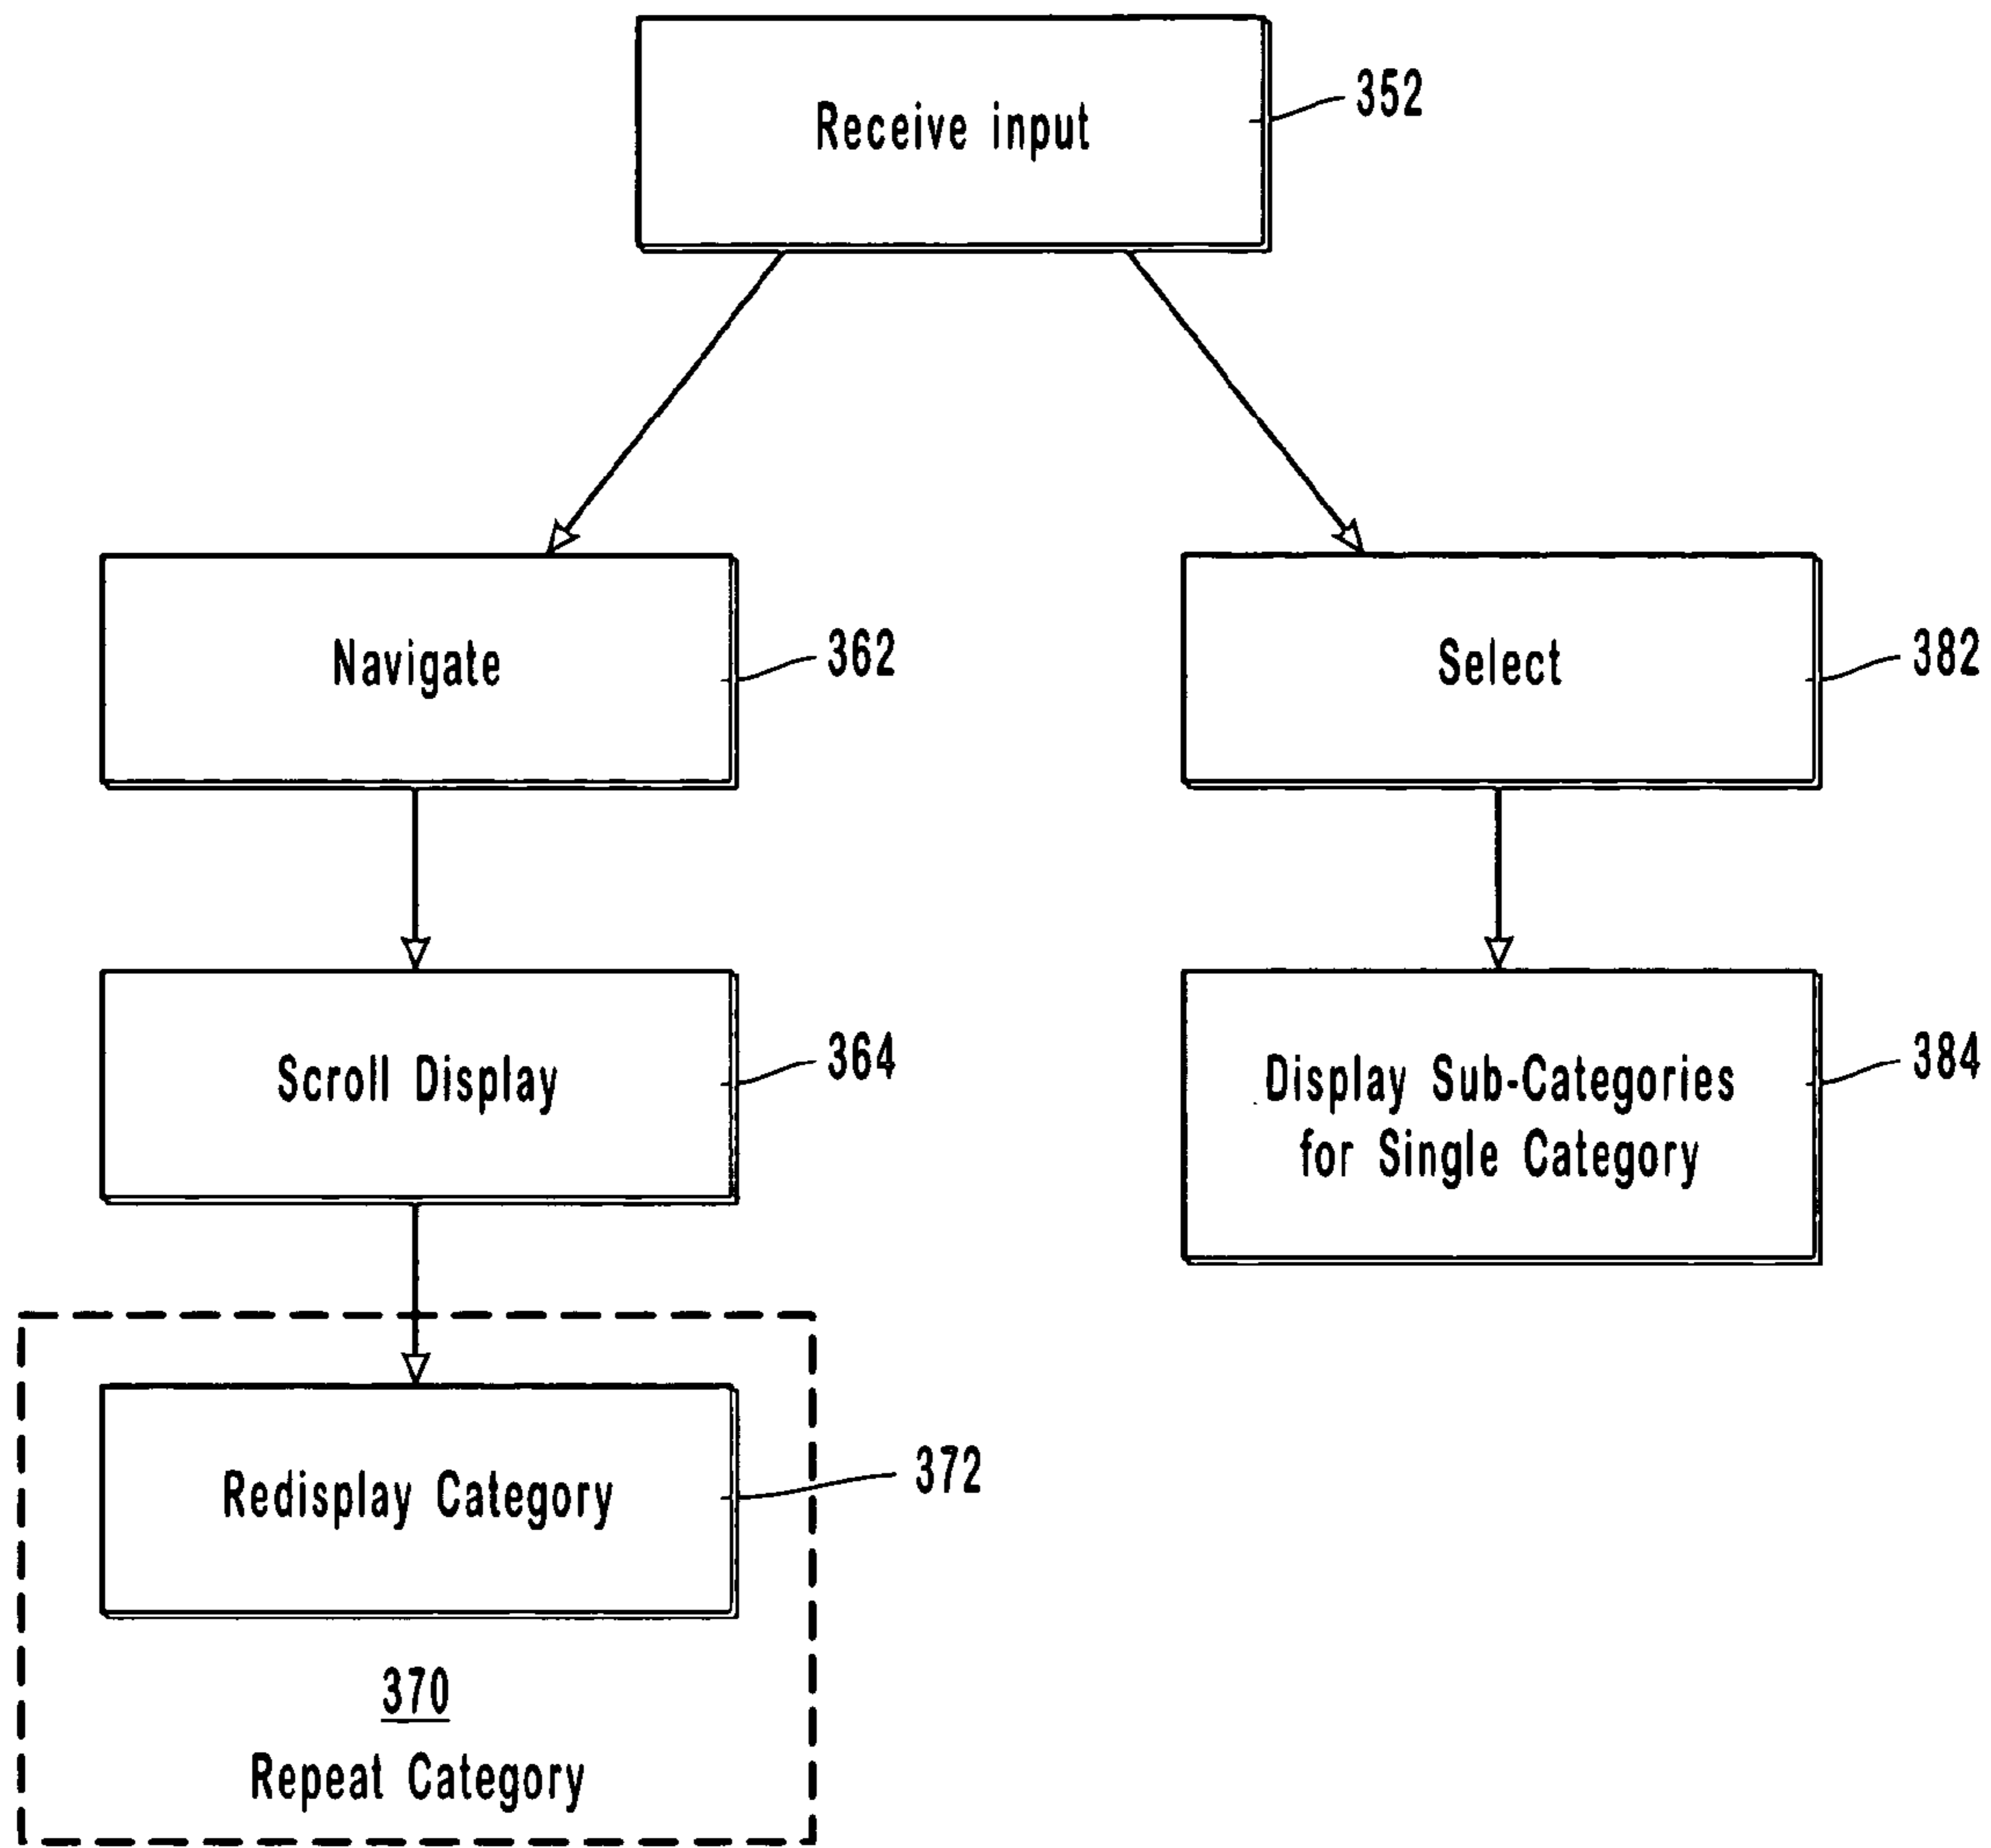 Receive input
352
Navigate
362
Select
382
Scroll Display
364
Display Sub-Categories
for Single Category
384
Redisplay Category
372
370
Repeat Category